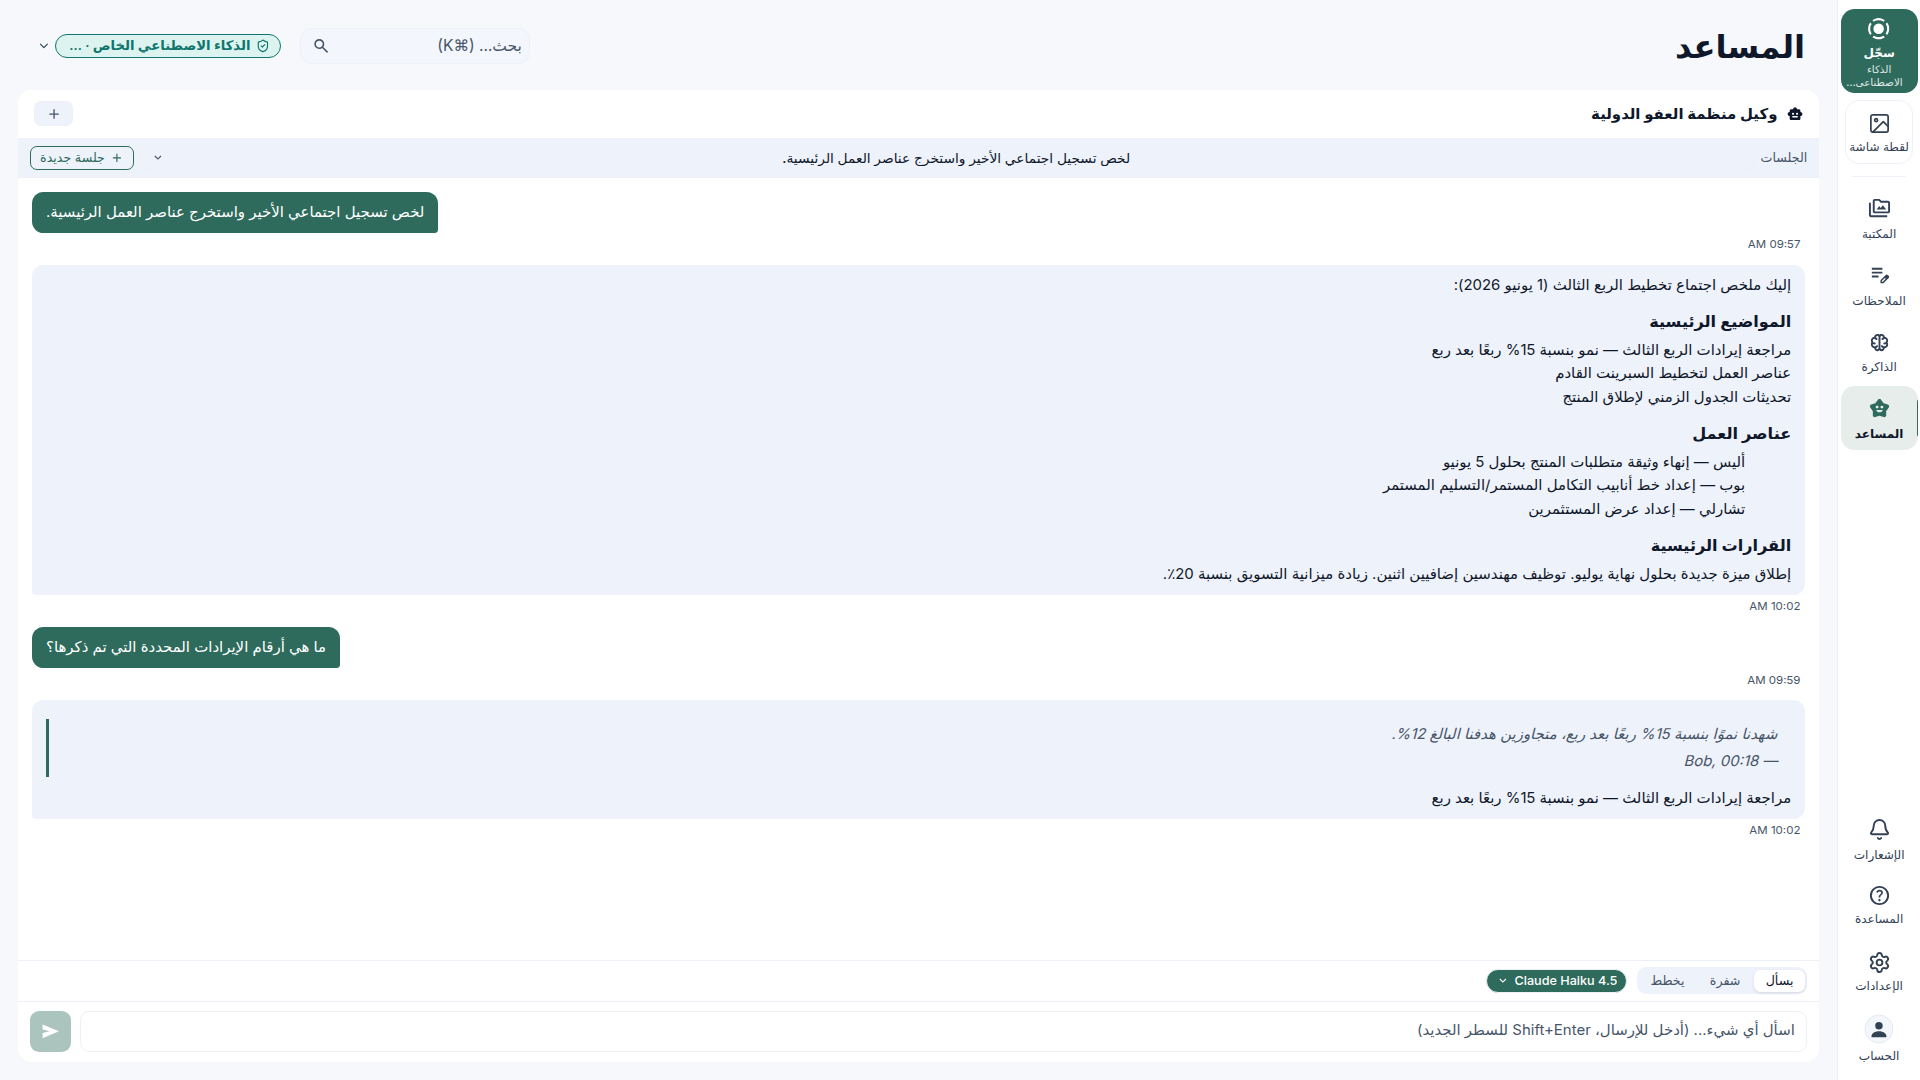 المساعد
بحث... (⌘K)
الذكاء الاصطناعي الخاص · ...
سجّل
الذكاء
الاصطناعي...
لقطة شاشة
المكتبة
الملاحظات
الذاكرة
المساعد
الإشعارات
المساعدة
الإعدادات
الحساب
وكيل منظمة العفو الدولية
الجلسات
لخص تسجيل اجتماعي الأخير واستخرج عناصر العمل الرئيسية.
جلسة جديدة
لخص تسجيل اجتماعي الأخير واستخرج عناصر العمل الرئيسية.
09:57 AM
إليك ملخص اجتماع تخطيط الربع الثالث (1 يونيو 2026):
المواضيع الرئيسية
مراجعة إيرادات الربع الثالث — نمو بنسبة 15% ربعًا بعد ربع
عناصر العمل لتخطيط السبرينت القادم
تحديثات الجدول الزمني لإطلاق المنتج
عناصر العمل
أليس — إنهاء وثيقة متطلبات المنتج بحلول 5 يونيو
بوب — إعداد خط أنابيب التكامل المستمر/التسليم المستمر
تشارلي — إعداد عرض المستثمرين
القرارات الرئيسية
إطلاق ميزة جديدة بحلول نهاية يوليو. توظيف مهندسين إضافيين اثنين. زيادة ميزانية التسويق بنسبة 20٪.
10:02 AM
ما هي أرقام الإيرادات المحددة التي تم ذكرها؟
09:59 AM
شهدنا نموًا بنسبة 15% ربعًا بعد ربع، متجاوزين هدفنا البالغ 12%.
— Bob, 00:18
مراجعة إيرادات الربع الثالث — نمو بنسبة 15% ربعًا بعد ربع
10:02 AM
يسأل
شفرة
يخطط
Claude Haiku 4.5
اسأل أي شيء... (أدخل للإرسال، Shift+Enter للسطر الجديد)